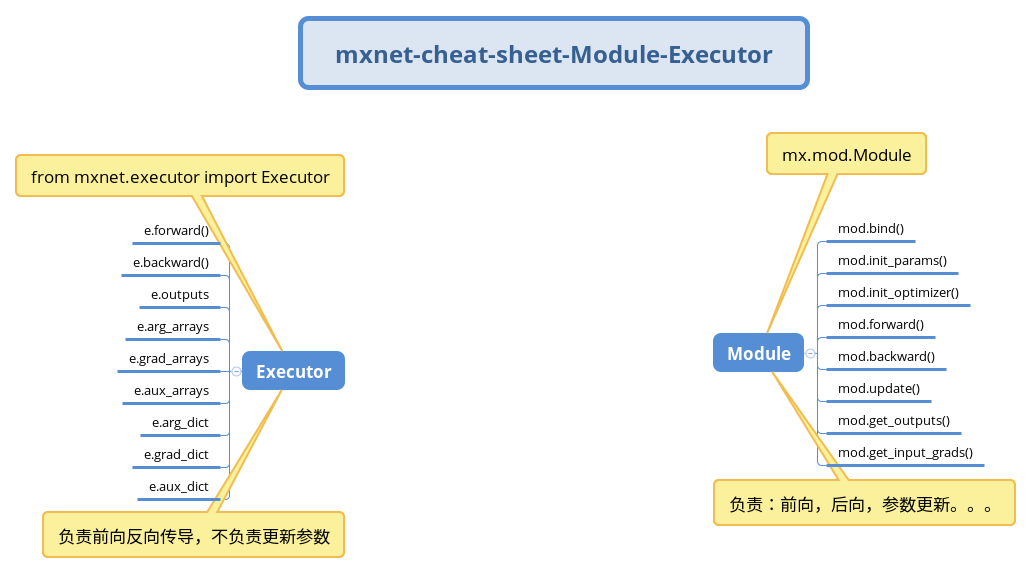 mxnet-cheat-sheet-Module-Executor
from mxnet.executor import Executor
e.forward()
e.backward()
e.outputs
e.arg_arrays
e.grad_arrays
Executor
e.aux_arrays
e.arg_dict
e.grad_dict
e.aux_dict
负责前向反向传导，不负责更新参数
mx.mod.Module
mod.bind()
mod.init_params()
mod.init_optimizer()
mod.forward()
Module
mod.backward()
mod.update()
mod.get_outputs()
mod.get_input_grads()
负责：前向，后向，参数更新。。。